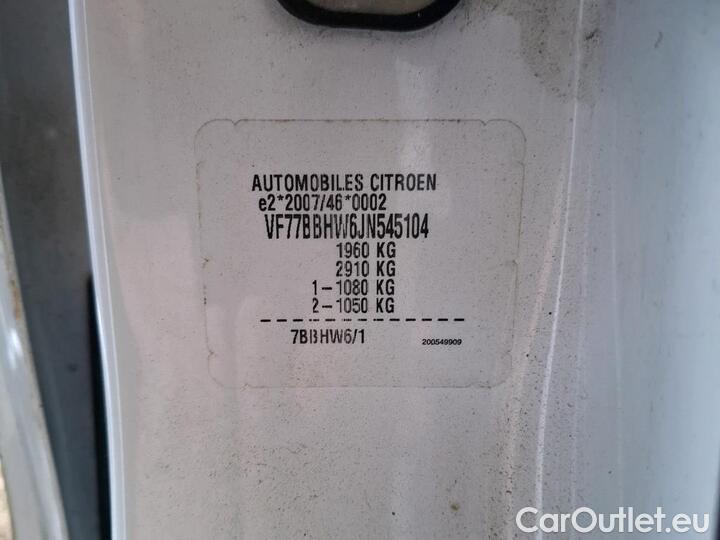 AUTOMOBILES CITROEN
e2*2007/46*0002
VF77BBHW6JN545104
1960 KG
2910 KG
1-1080 KG
2-1050 KG
7BBHW6/1
200549909
CarOutlet.eu